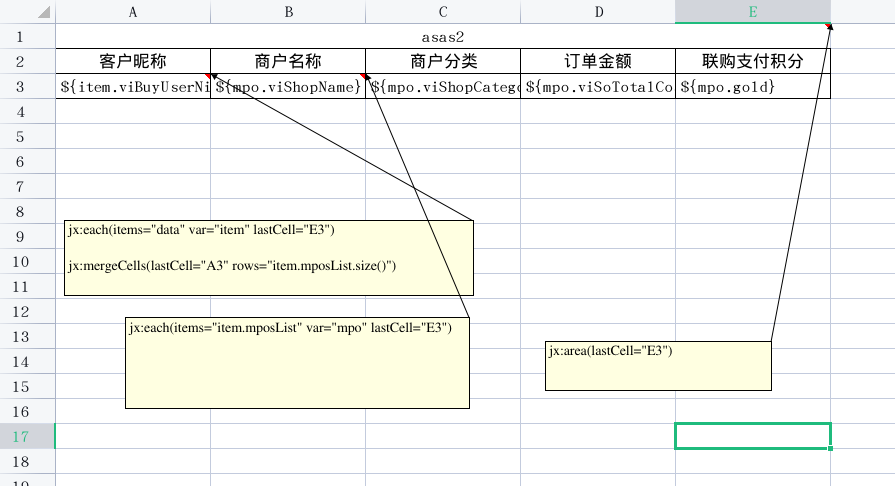 A B C D E
1 asas2
2 客户昵称 商户名称 商户分类 订单金额 联购支付积分
3 ${item.viBuyUserNi ${mpo.viShopName} ${mpo.viShopCatego ${mpo.viSoTotalCo ${mpo.gold}
4
5
6
7
8
9
10
11
12
13
14
15
16
17
18
19
jx:each(items="data" var="item" lastCell="E3")
jx:mergeCells(lastCell="A3" rows="item.mposList.size()")
jx:each(items="item.mposList" var="mpo" lastCell="E3")
jx:area(lastCell="E3")